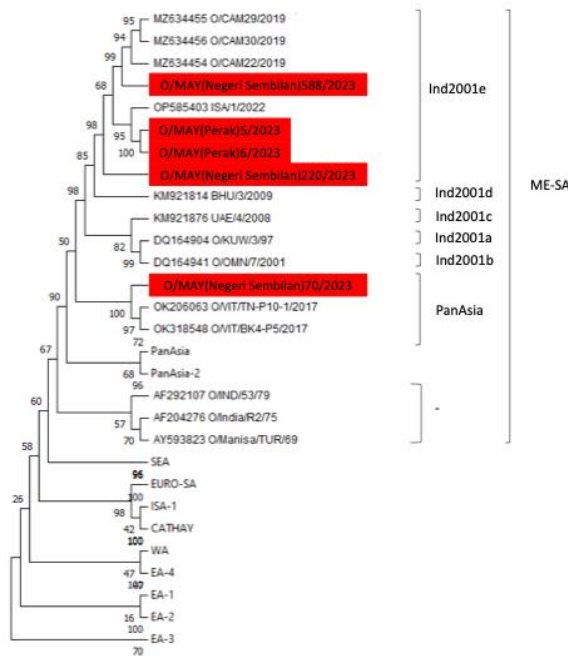 95
MZ634455 O/CAM29/2019
94
MZ634456 O/CAM30/2019
99
MZ634454 O/CAM22/2019
68
O/MAY(Negeri Sembilan)588/2023
Ind2001e
OP585403 ISA/1/2022
98
95
O/MAY(Perak)5/2023
100
O/MAY(Perak)6/2023
85
O/MAY(Negeri Sembilan)220/2023
ME-SA
98
KM921814 BHU/3/2009
Ind2001d
KM921876 UAE/4/2008
Ind2001c
50
82
DQ164904 O/KUW/3/97
Ind2001a
99
DQ164941 O/OMN/7/2001
Ind2001b
90
O/MAY(Negeri Sembilan)70/2023
100
OK206063 O/VIT/TN-P10-1/2017
PanAsia
97
OK318548 O/VIT/BK4-P5/2017
72
67
PanAsia
68
PanAsia-2
96
AF292107 O/IND/53/79
60
57
AF204276 O/India/R2/75
-
70
AY593823 O/Manisa/TUR/69
58
SEA
EURO-SA
26
100
98
ISA-1
42
CATHAY
100
WA
47
EA-4
EA-1
16
EA-2
100
EA-3
70